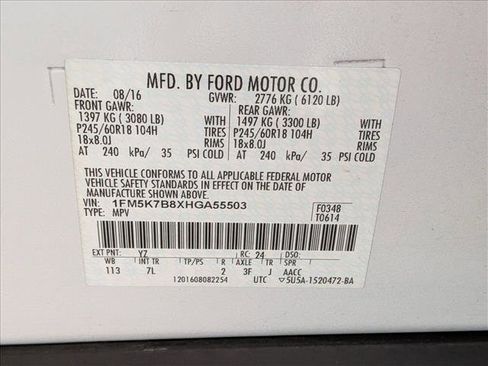 MFD. BY FORD MOTOR CO.
DATE: 08/16 GVWR: 2776 KG ( 6120 LB)
FRONT GAWR: REAR GAWR:
1397 KG ( 3080 LB) 1497 KG ( 3300 LB)
P245/60R18 104H TIRES P245/60R18 104H TIRES
18x8.0J RIMS 18x8.0J RIMS
AT 240 kPa/ 35 PSI COLD AT 240 kPa/ 35 PSI COLD
THIS VEHICLE CONFORMS TO ALL APPLICABLE FEDERAL MOTOR
VEHICLE SAFETY STANDARDS IN EFFECT ON THE DATE OF
MANUFACTURE SHOWN ABOVE.
VIN: 1FM5K7B8XHGA55503 F0348
TYPE: MPV T0614
EXT PNT: YZ RC: 24 DSO:
WB INT TR TP/PS R AXLE TR SPR
113 7L 2 3F J AACC
1201608082254 UTC ▽5U5A-1520472-BA